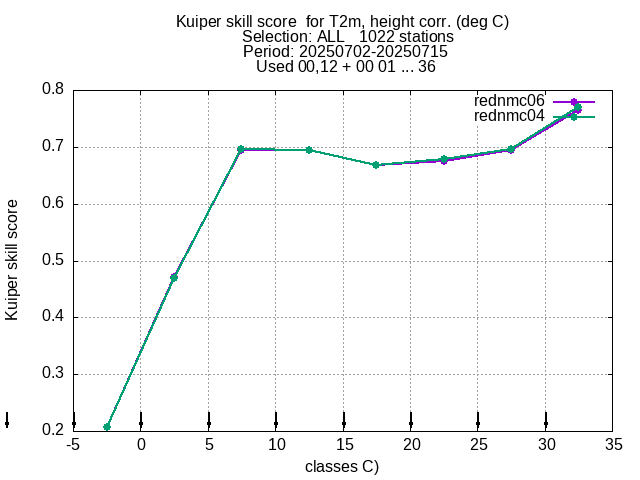 Kuiper skill score  for T2m, height corr. (deg C)
Selection: ALL   1022 stations
Period: 20250702-20250715
Used 00,12 + 00 01 ... 36
rednmc06
rednmc04
Kuiper skill score
0.8
0.7
0.6
0.5
0.4
0.3
0.2
-5 0 5 10 15 20 25 30 35
classes C)